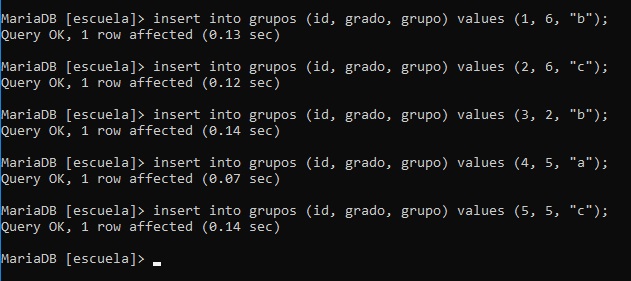 MariaDB [escuela]> insert into grupos (id, grado, grupo) values (1, 6, "b");
Query OK, 1 row affected (0.13 sec)
MariaDB [escuela]> insert into grupos (id, grado, grupo) values (2, 6, "c");
Query OK, 1 row affected (0.12 sec)
MariaDB [escuela]> insert into grupos (id, grado, grupo) values (3, 2, "b");
Query OK, 1 row affected (0.14 sec)
MariaDB [escuela]> insert into grupos (id, grado, grupo) values (4, 5, "a");
Query OK, 1 row affected (0.07 sec)
MariaDB [escuela]> insert into grupos (id, grado, grupo) values (5, 5, "c");
Query OK, 1 row affected (0.14 sec)
MariaDB [escuela]>